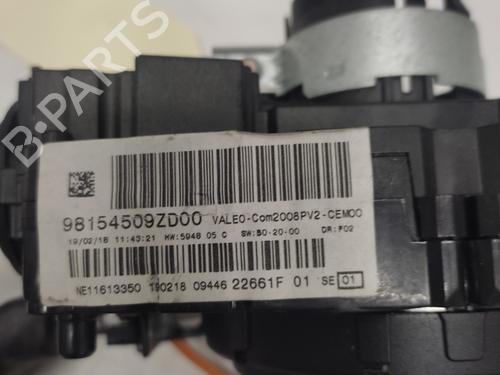 B-PARTS
98154509ZD00 VALEO-Com2008PV2-CEM00
19/02/18 11:43:21 HW:5948 05 C SW:80-20-00 DR:F02
NE11613350 190218 09446 22661F 01 SE 01